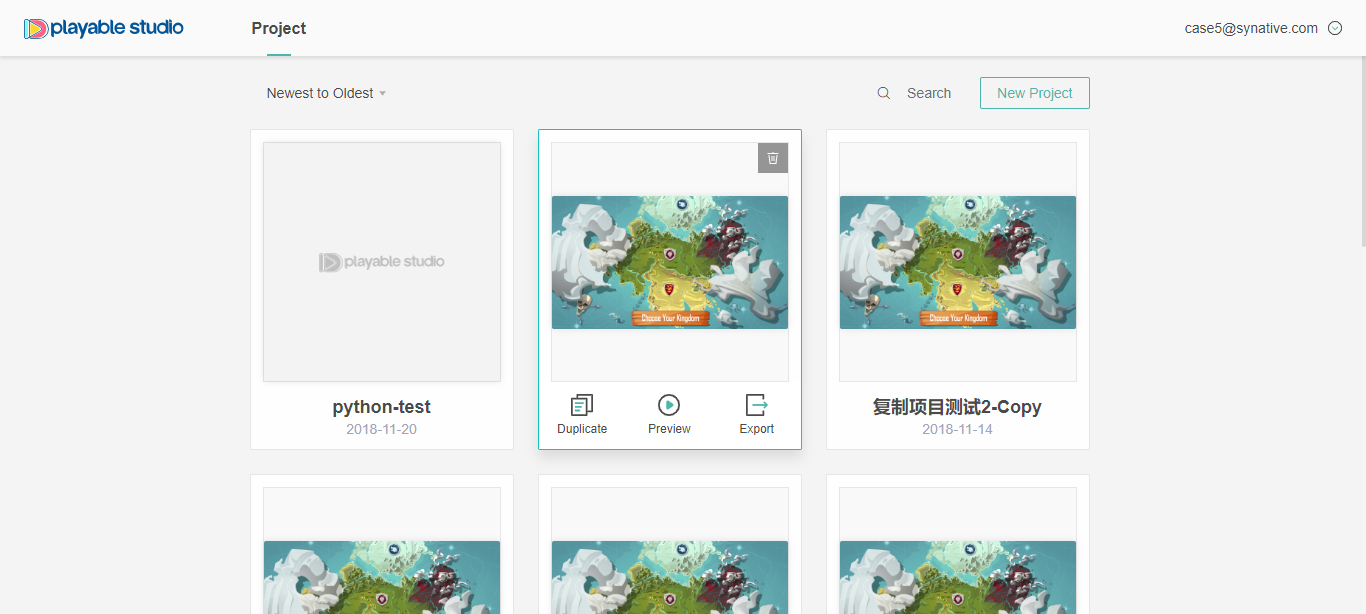 playable studio
Project
case5@synative.com
Newest to Oldest
Search
New Project
playable studio
Choose Your Kingdom
Choose Your Kingdom
python-test
2018-11-20
Duplicate
Preview
Export
复制项目测试2-Copy
2018-11-14